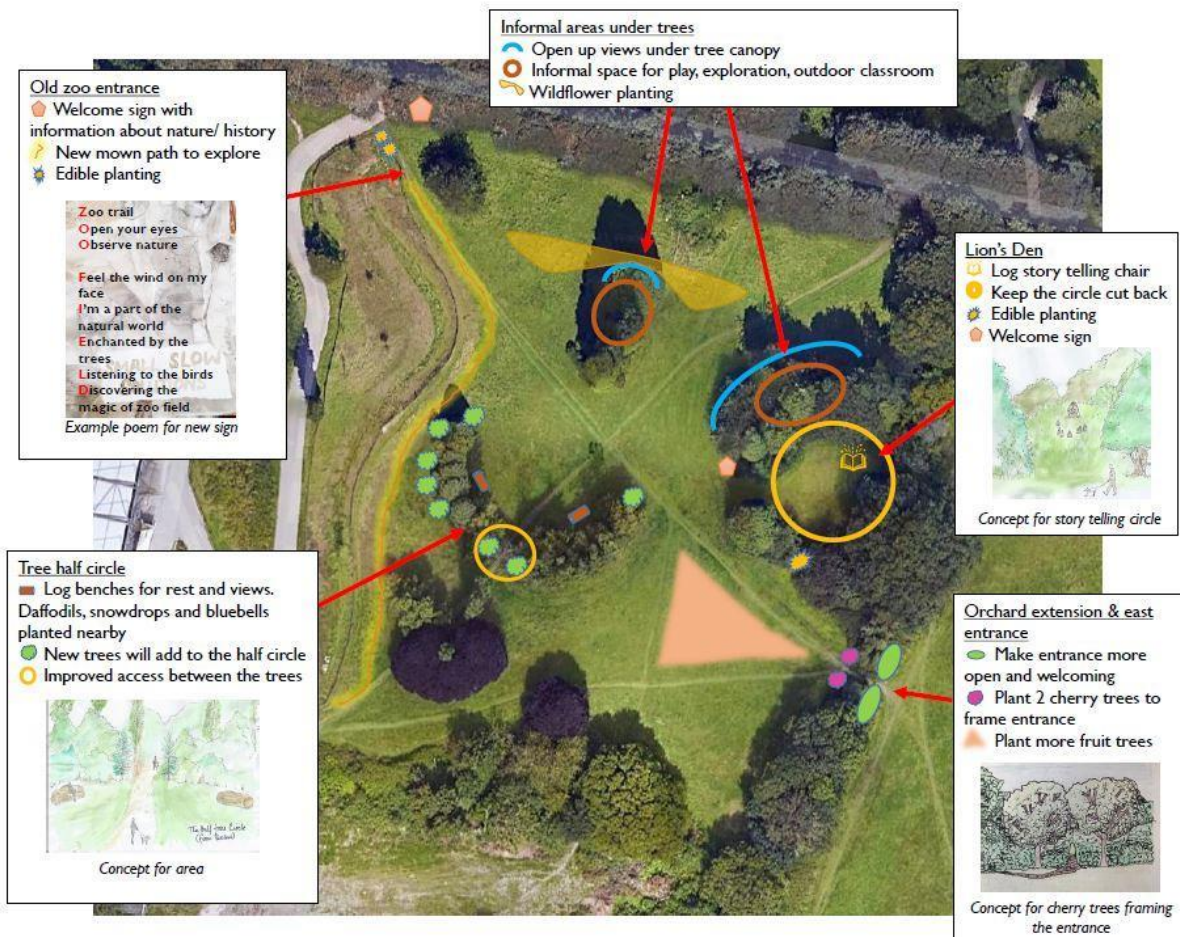 Informal areas under trees
Open up views under tree canopy
Informal space for play, exploration, outdoor classroom
Wildflower planting
Old zoo entrance
Welcome sign with
information about nature/ history
New mown path to explore
Edible planting
Zoo trail
Open your eyes
Observe nature
Feel the wind on my
face
I'm a part of the
natural world
Enchanted by the
trees
Listening to the birds
Discovering the
magic of zoo field
Example poem for new sign
Lion's Den
Log story telling chair
Keep the circle cut back
Edible planting
Welcome sign
Concept for story telling circle
Tree half circle
Log benches for rest and views.
Daffodils, snowdrops and bluebells
planted nearby
New trees will add to the half circle
Improved access between the trees
The Half tree Circle
Concept for area
Orchard extension & east
entrance
Make entrance more
open and welcoming
Plant 2 cherry trees to
frame entrance
Plant more fruit trees
Concept for cherry trees framing
the entrance